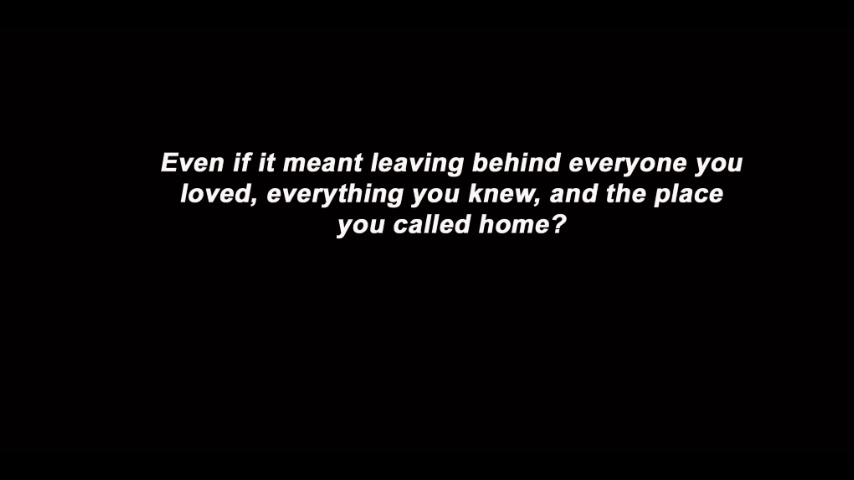 Even if it meant leaving behind everyone you
loved, everything you knew, and the place
you called home?